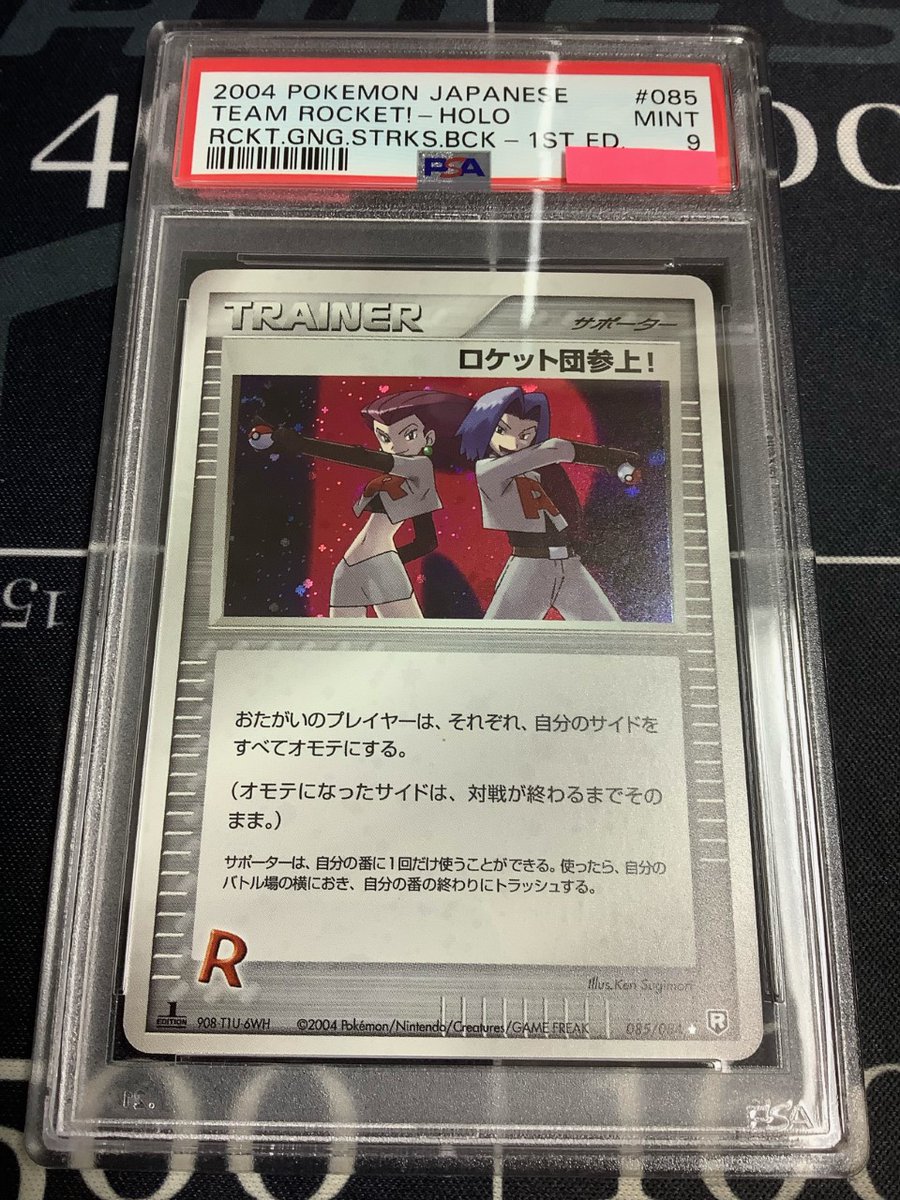 2004 POKEMON JAPANESE #085
TEAM ROCKET!-HOLO MINT
RCKT.GNG.STRKS.BCK-1ST ED. 9
PSA
4
TRAINER
サポーター
ロケット団参上!
R
R
15
おたがいのプレイヤーは、それぞれ、自分のサイドを
すべてオモテにする。
(オモテになったサイドは、対戦が終わるまでその
まま。)
サポーターは、自分の番に1回だけ使うことができる。使ったら、自分の
バトル場の横におき、自分の番の終わりにトラッシュする。
R
Illus. Ken Sugimori
1
EDITION
908 T1U-6WH ©2004 Pokémon/Nintendo/Creatures/GAME FREAK 085/084 ★ R
PSA